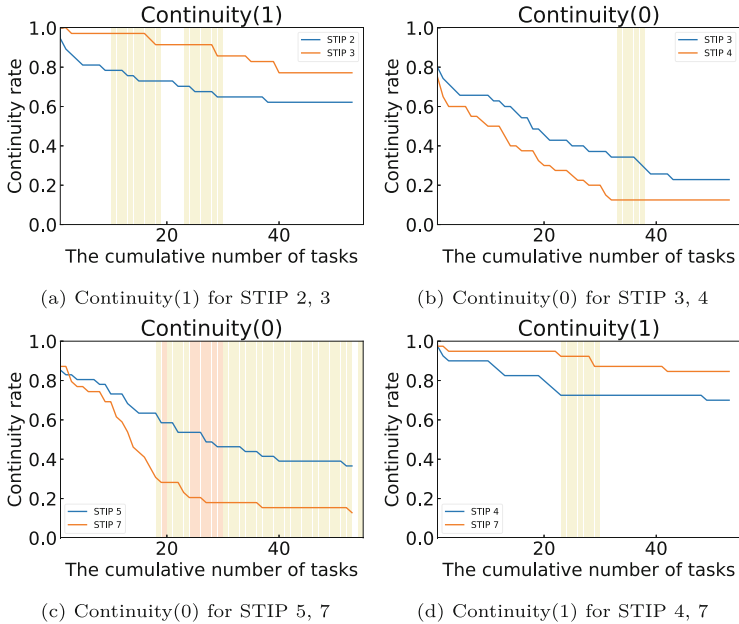 Continuity(1)
1.0
0.8
0.6
0.4
0.2
0.0
Continuity rate
STIP 2
STIP 3
20
40
The cumulative number of tasks
(a) Continuity(1) for STIP 2, 3
Continuity(0)
1.0
0.8
0.6
0.4
0.2
0.0
Continuity rate
STIP 3
STIP 4
20
40
The cumulative number of tasks
(b) Continuity(0) for STIP 3, 4
Continuity(0)
1.0
0.8
0.6
0.4
0.2
0.0
Continuity rate
STIP 5
STIP 7
20
40
The cumulative number of tasks
(c) Continuity(0) for STIP 5, 7
Continuity(1)
1.0
0.8
0.6
0.4
0.2
0.0
Continuity rate
STIP 4
STIP 7
20
40
The cumulative number of tasks
(d) Continuity(1) for STIP 4, 7